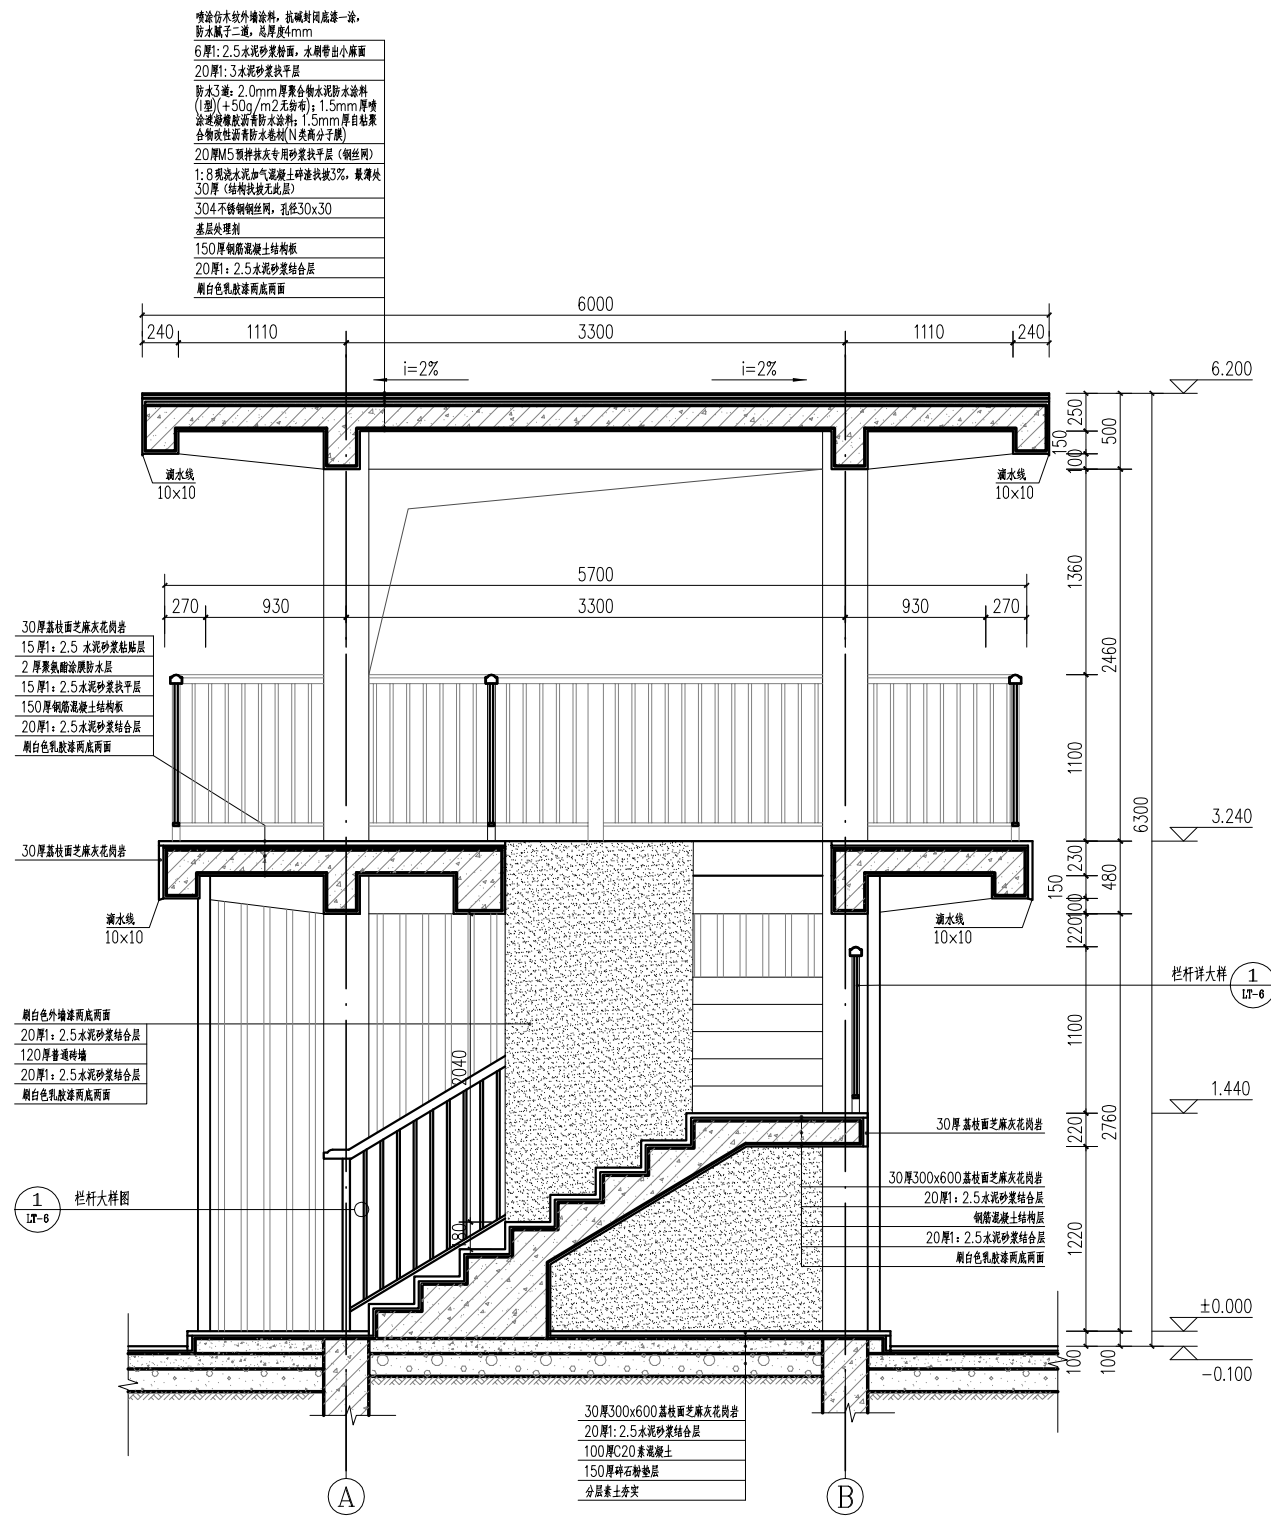 喷涂仿木纹外墙涂料，抗碱封闭底漆一涂，
防水腻子二道，总厚度4mm
6厚1:2.5水泥砂浆粉面，水刷带出小麻面
20厚1:3水泥砂浆找平层
防水3道：2.0mm厚聚合物水泥防水涂料
(I型)(+50g/m2无纺布)；1.5mm厚喷
涂速凝橡胶沥青防水涂料；1.5mm厚自粘聚
合物改性沥青防水卷材(N类高分子膜)
20厚M5预拌抹灰专用砂浆找平层（钢丝网）
1:8现浇水泥加气混凝土碎渣找坡3%，最薄处
30厚（结构找坡无此层）
304不锈钢钢丝网，孔径30x30
基层处理剂
150厚钢筋混凝土结构板
20厚1：2.5水泥砂浆结合层
刷白色乳胶漆两底两面
6000
240 1110 3300 1110 240
i=2% i=2%
6.200
250
150
500
100
滴水线
10×10
滴水线
10×10
1360
5700
270 930 3300 930 270
2460
30厚荔枝面芝麻灰花岗岩
15厚1：2.5 水泥砂浆粘贴层
2 厚聚氨酯涂膜防水层
15厚1：2.5水泥砂浆找平层
150厚钢筋混凝土结构板
20厚1：2.5水泥砂浆结合层
刷白色乳胶漆两底两面
1100
6300
3.240
30厚荔枝面芝麻灰花岗岩
230
150
480
100
220
滴水线
10×10
滴水线
10×10
栏杆详大样
1
LT-6
刷白色外墙漆两底两面
20厚1：2.5水泥砂浆结合层
120厚普通砖墙
20厚1：2.5水泥砂浆结合层
刷白色乳胶漆两底两面
2040
1100
1.440
2760
220
30厚 荔枝面芝麻灰花岗岩
30厚300x600荔枝面芝麻灰花岗岩
20厚1：2.5水泥砂浆结合层
钢筋混凝土结构层
20厚1：2.5水泥砂浆结合层
刷白色乳胶漆两底两面
1
LT-6
栏杆大样图
80
1220
±0.000
100
100
-0.100
30厚300x600荔枝面芝麻灰花岗岩
20厚1:2.5水泥砂浆结合层
100厚C20素混凝土
150厚碎石粉垫层
分层素土夯实
A
B